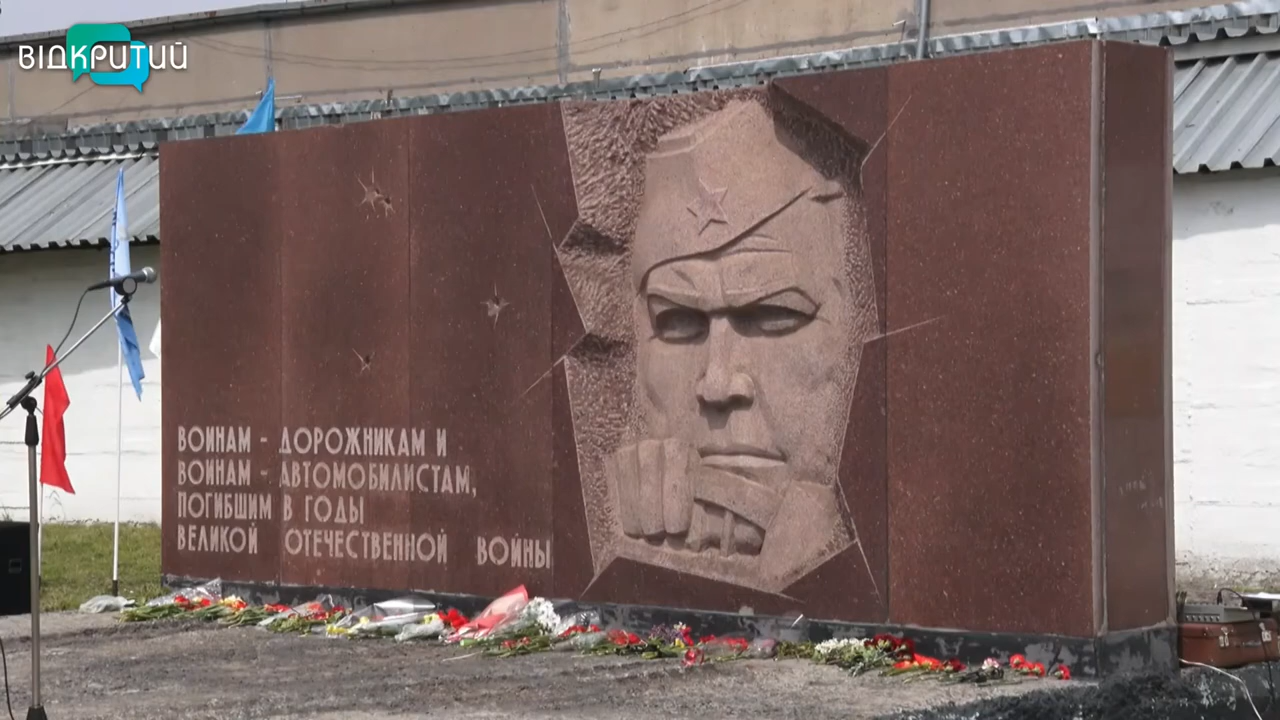 ВІДКРИТИЙ
ВОИНАМ - ДОРОЖНИКАМ И
ВОИНАМ - АВТОМОБИЛИСТАМ,
ПОГИБШИМ В ГОДЫ
ВЕЛИКОЙ ОТЕЧЕСТВЕННОЙ ВОЙНЫ